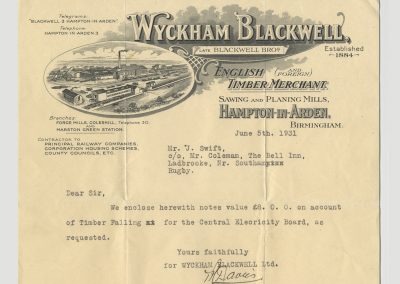 Telegrams:
"BLACKWELL·3 HAMPTON-IN-ARDEN"
Telephone
HAMPTON-IN-ARDEN·3
WYCKHAM BLACKWELL,
LATE BLACKWELL BROS
Established
1884
ENGLISH (AND FOREIGN)
TIMBER MERCHANT.
SAWING AND PLANING MILLS,
HAMPTON-IN-ARDEN,
BIRMINGHAM.
Branches:
FORGE MILLS, COLESHILL, Telephone 30.
AND
MARSTON GREEN STATION.
CONTRACTOR TO
PRINCIPAL RAILWAY COMPANIES,
CORPORATION HOUSING SCHEMES,
COUNTY COUNCILS, ETC.
June 5th. 1931
Mr. J. Swift,
c/o, Mr. Coleman, The Bell Inn,
Ladbrooke, Nr. Southam
Rugby.
Dear Sir,
We enclose herewith notes value £8. 0. 0. on account
of Timber Falling for the Central Elecricity Board, as
requested.
Yours faithfully
for WYCKHAM BLACKWELL Ltd.